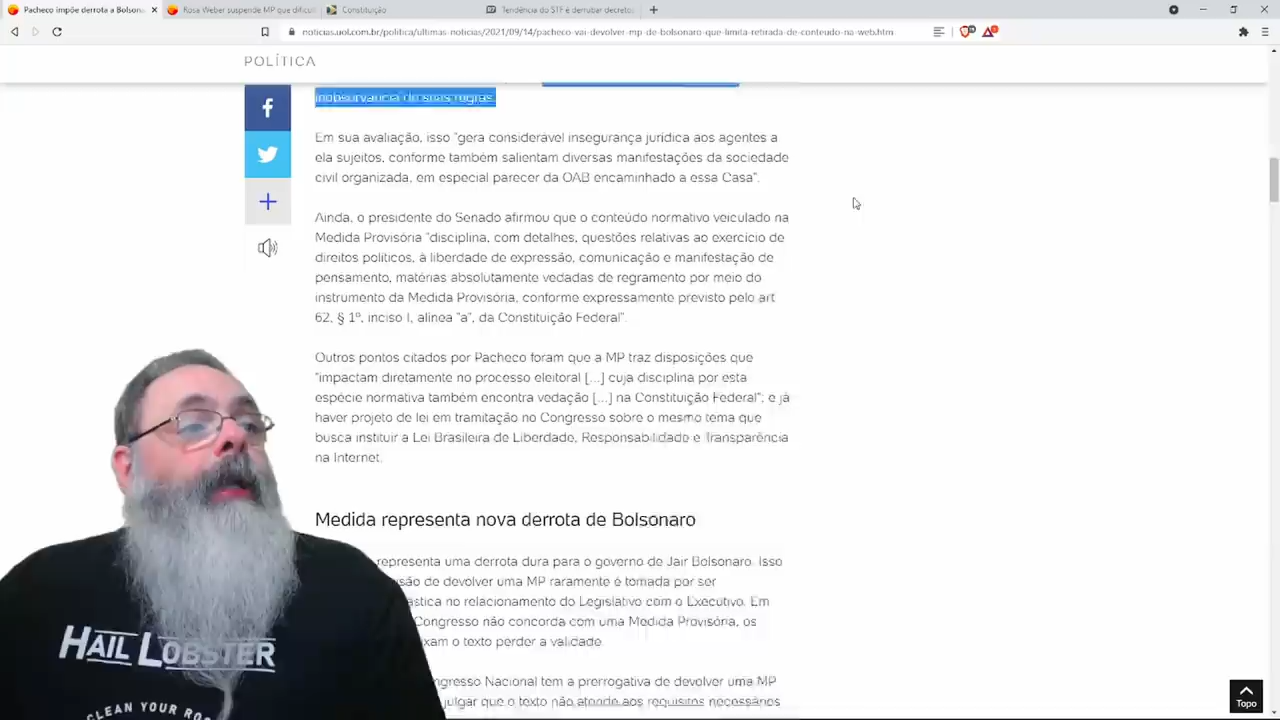 Pacheco impõe derrota a Bolsona
Rosa Weber suspende MP que dificul
Constituição
Tendência do STF é derrubar decretos
noticias.uol.com.br/politica/ultimas-noticias/2021/09/14/pacheco-vai-devolver-mp-de-bolsonaro-que-limita-retirada-de-conteudo-na-web.htm
POLÍTICA
inobservância de suas regras
Em sua avaliação, isso "gera considerável insegurança jurídica aos agentes a
ela sujeitos, conforme também salientam diversas manifestações da sociedade
civil organizada, em especial parecer da OAB encaminhado a essa Casa".
Ainda, o presidente do Senado afirmou que o conteúdo normativo veiculado na
Medida Provisória "disciplina, com detalhes, questões relativas ao exercício de
direitos políticos, à liberdade de expressão, comunicação e manifestação de
pensamento, matérias absolutamente vedadas de regramento por meio do
instrumento da Medida Provisória, conforme expressamente previsto pelo art
62, § 1º, inciso I, alínea "a", da Constituição Federal".
Outros pontos citados por Pacheco foram que a MP traz disposições que
"impactam diretamente no processo eleitoral [...] cuja disciplina por esta
espécie normativa também encontra vedação [...] na Constituição Federal"; e já
haver projeto de lei em tramitação no Congresso sobre o mesmo tema que
busca instituir a Lei Brasileira de Liberdade, Responsabilidade e Transparência
na Internet.
Medida representa nova derrota de Bolsonaro
representa uma derrota dura para o governo de Jair Bolsonaro. Isso
são de devolver uma MP raramente é tomada por ser
ástica no relacionamento do Legislativo com o Executivo. Em
Congresso não concorda com uma Medida Provisória, os
xam o texto perder a validade.
ngresso Nacional tem a prerrogativa de devolver uma MP
julgar que o texto não atende aos requisitos necessários
HAIL LOBSTER
CLEAN YOUR ROO
Topo